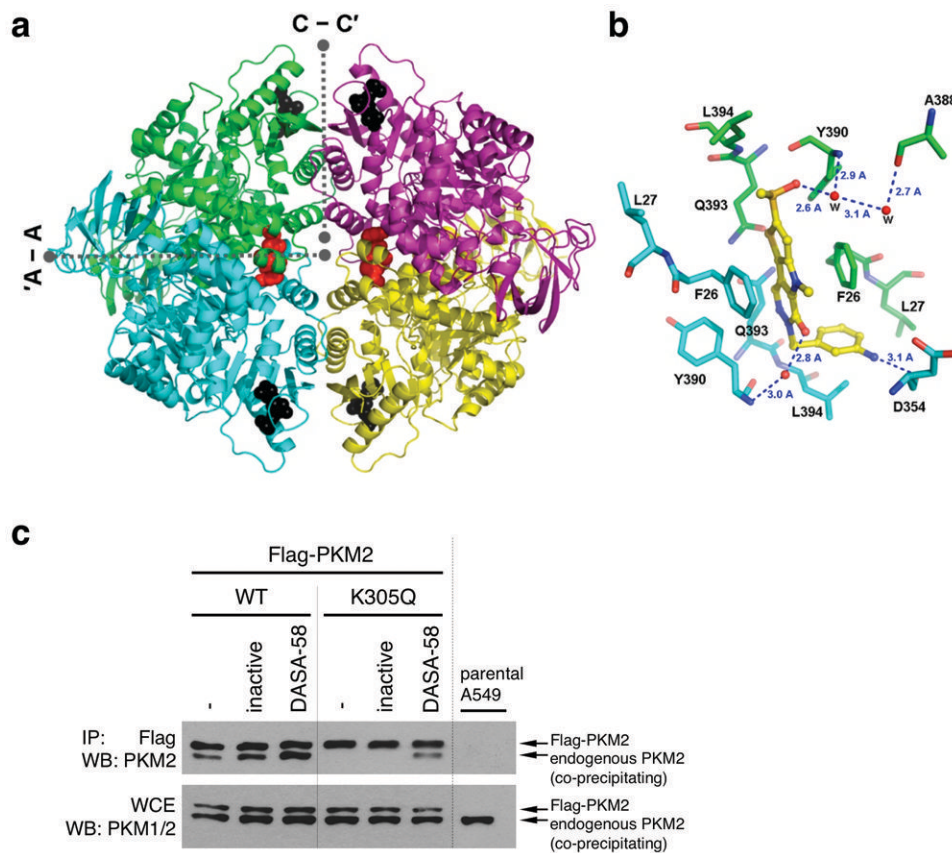 a
C – C′
′A – A
b
A388
L394
Y390
2.9 A
2.7 A
L27
Q393
2.6 A
W
3.1 A
W
F26
F26
L27
Q393
2.8 A
3.1 A
Y390
3.0 A
L394
D354
c
Flag-PKM2
WT K305Q
- inactive DASA-58 - inactive DASA-58 parental
A549
IP: Flag
WB: PKM2
Flag-PKM2
endogenous PKM2
(co-precipitating)
WCE
WB: PKM1/2
Flag-PKM2
endogenous PKM2
(co-precipitating)